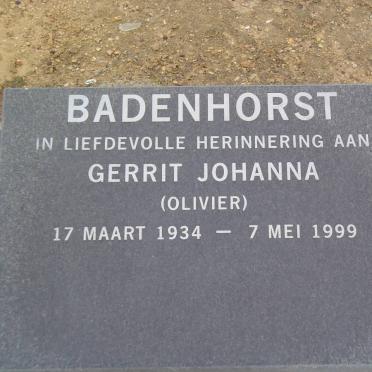 BADENHORST
IN LIEFDEVOLLE HERINNERING AAN
GERRIT JOHANNA
(OLIVIER)
17 MAART 1934 — 7 MEI 1999